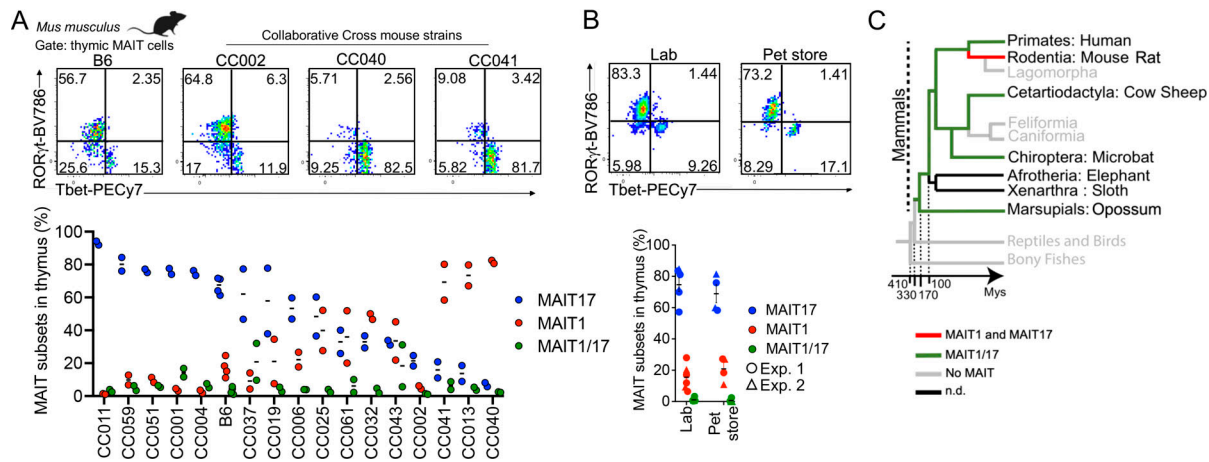 A
Mus musculus
Gate: thymic MAIT cells
Collaborative Cross mouse strains
B6
CC002
CC040
CC041
56.7
2.35
25.6
15.3
64.8
6.3
17
11.9
5.71
2.56
9.25
82.5
9.08
3.42
5.82
81.7
RORγt-BV786
Tbet-PECy7
MAIT subsets in thymus (%)
100
80
60
40
20
0
CC011
CC059
CC051
CC001
CC004
B6
CC037
CC019
CC006
CC025
CC061
CC032
CC043
CC002
CC041
CC013
CC040
MAIT17
MAIT1
MAIT1/17
B
Lab
Pet store
83.3
1.44
5.98
9.26
73.2
1.41
8.29
17.1
RORγt-BV786
Tbet-PECy7
MAIT subsets in thymus (%)
100
80
60
40
20
0
Lab
Pet
store
MAIT17
MAIT1
MAIT1/17
Exp. 1
Exp. 2
C
Mammals
Primates: Human
Rodentia: Mouse Rat
Lagomorpha
Cetartiodactyla: Cow Sheep
Feliformia
Caniformia
Chiroptera: Microbat
Afrotheria: Elephant
Xenarthra : Sloth
Marsupials: Opossum
Reptiles and Birds
Bony Fishes
410
330
170
100
Mys
MAIT1 and MAIT17
MAIT1/17
No MAIT
n.d.